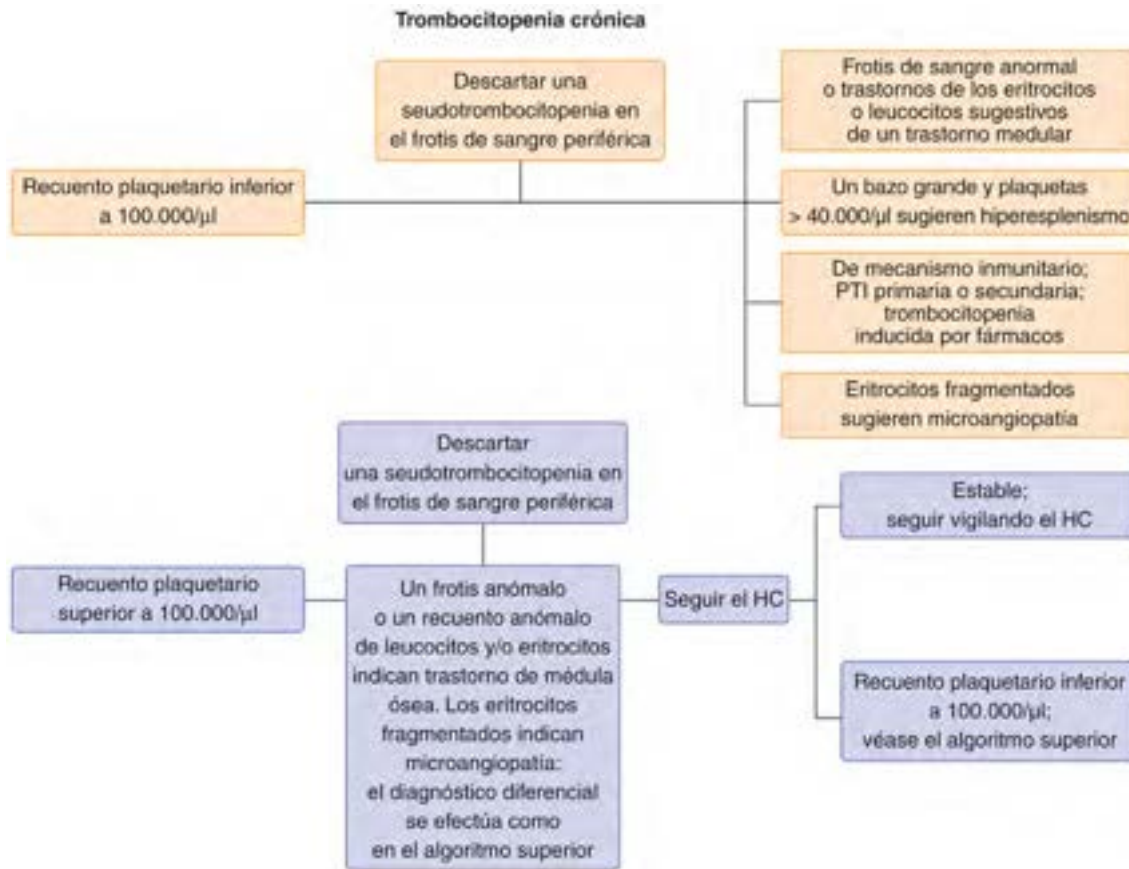 Trombocitopenia crónica
Descartar una
seudotrombocitopenia en
el frotis de sangre periférica
Recuento plaquetario inferior
a 100.000/µl
Frotis de sangre anormal
o trastornos de los eritrocitos
o leucocitos sugestivos
de un trastorno medular
Un bazo grande y plaquetas
> 40.000/µl sugieren hiperesplenismo
De mecanismo inmunitario;
PTI primaria o secundaria;
trombocitopenia
inducida por fármacos
Eritrocitos fragmentados
sugieren microangiopatía
Descartar
una seudotrombocitopenia en
el frotis de sangre periférica
Recuento plaquetario
superior a 100.000/µl
Un frotis anómalo
o un recuento anómalo
de leucocitos y/o eritrocitos
indican trastorno de médula
ósea. Los eritrocitos
fragmentados indican
microangiopatía:
el diagnóstico diferencial
se efectúa como
en el algoritmo superior
Seguir el HC
Estable;
seguir vigilando el HC
Recuento plaquetario inferior
a 100.000/µl;
véase el algoritmo superior